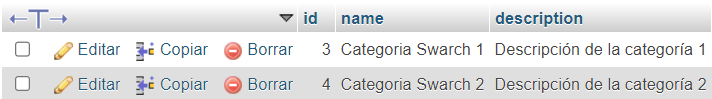 id name description
Editar Copiar Borrar 3 Categoria Swarch 1 Descripción de la categoría 1
Editar Copiar Borrar 4 Categoria Swarch 2 Descripción de la categoría 2